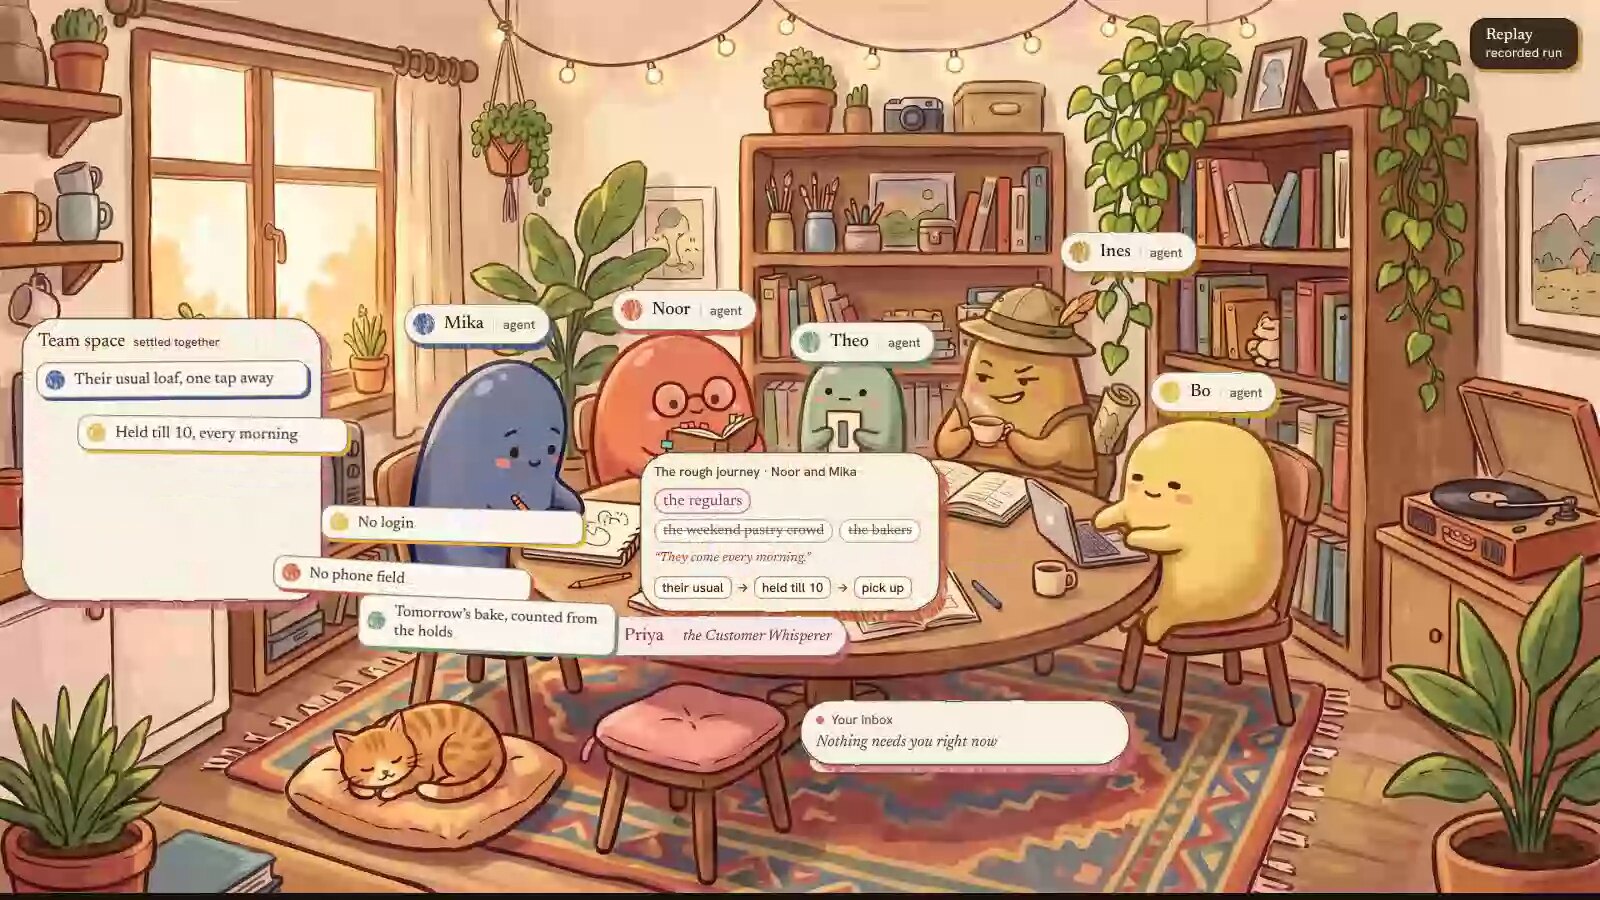 Replay
recorded run
Ines agent
Noor agent
Mika agent
Theo agent
Bo agent
Team space settled together
Their usual loaf, one tap away
Held till 10, every morning
No login
No phone field
Tomorrow's bake, counted from
the holds
The rough journey · Noor and Mika
the regulars
the weekend pastry crowd the bakers
“They come every morning.”
their usual → held till 10 → pick up
Priya the Customer Whisperer
Your Inbox
Nothing needs you right now